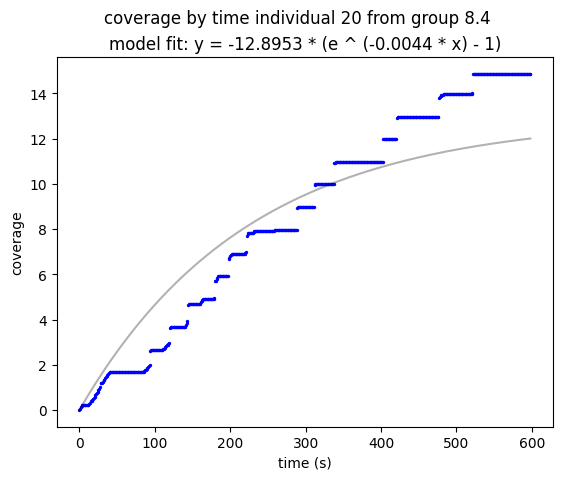 coverage by time individual 20 from group 8.4
model fit: y = -12.8953 * (e ^ (-0.0044 * x) - 1)
14
12
10
8
6
4
2
0
coverage
0 100 200 300 400 500 600
time (s)